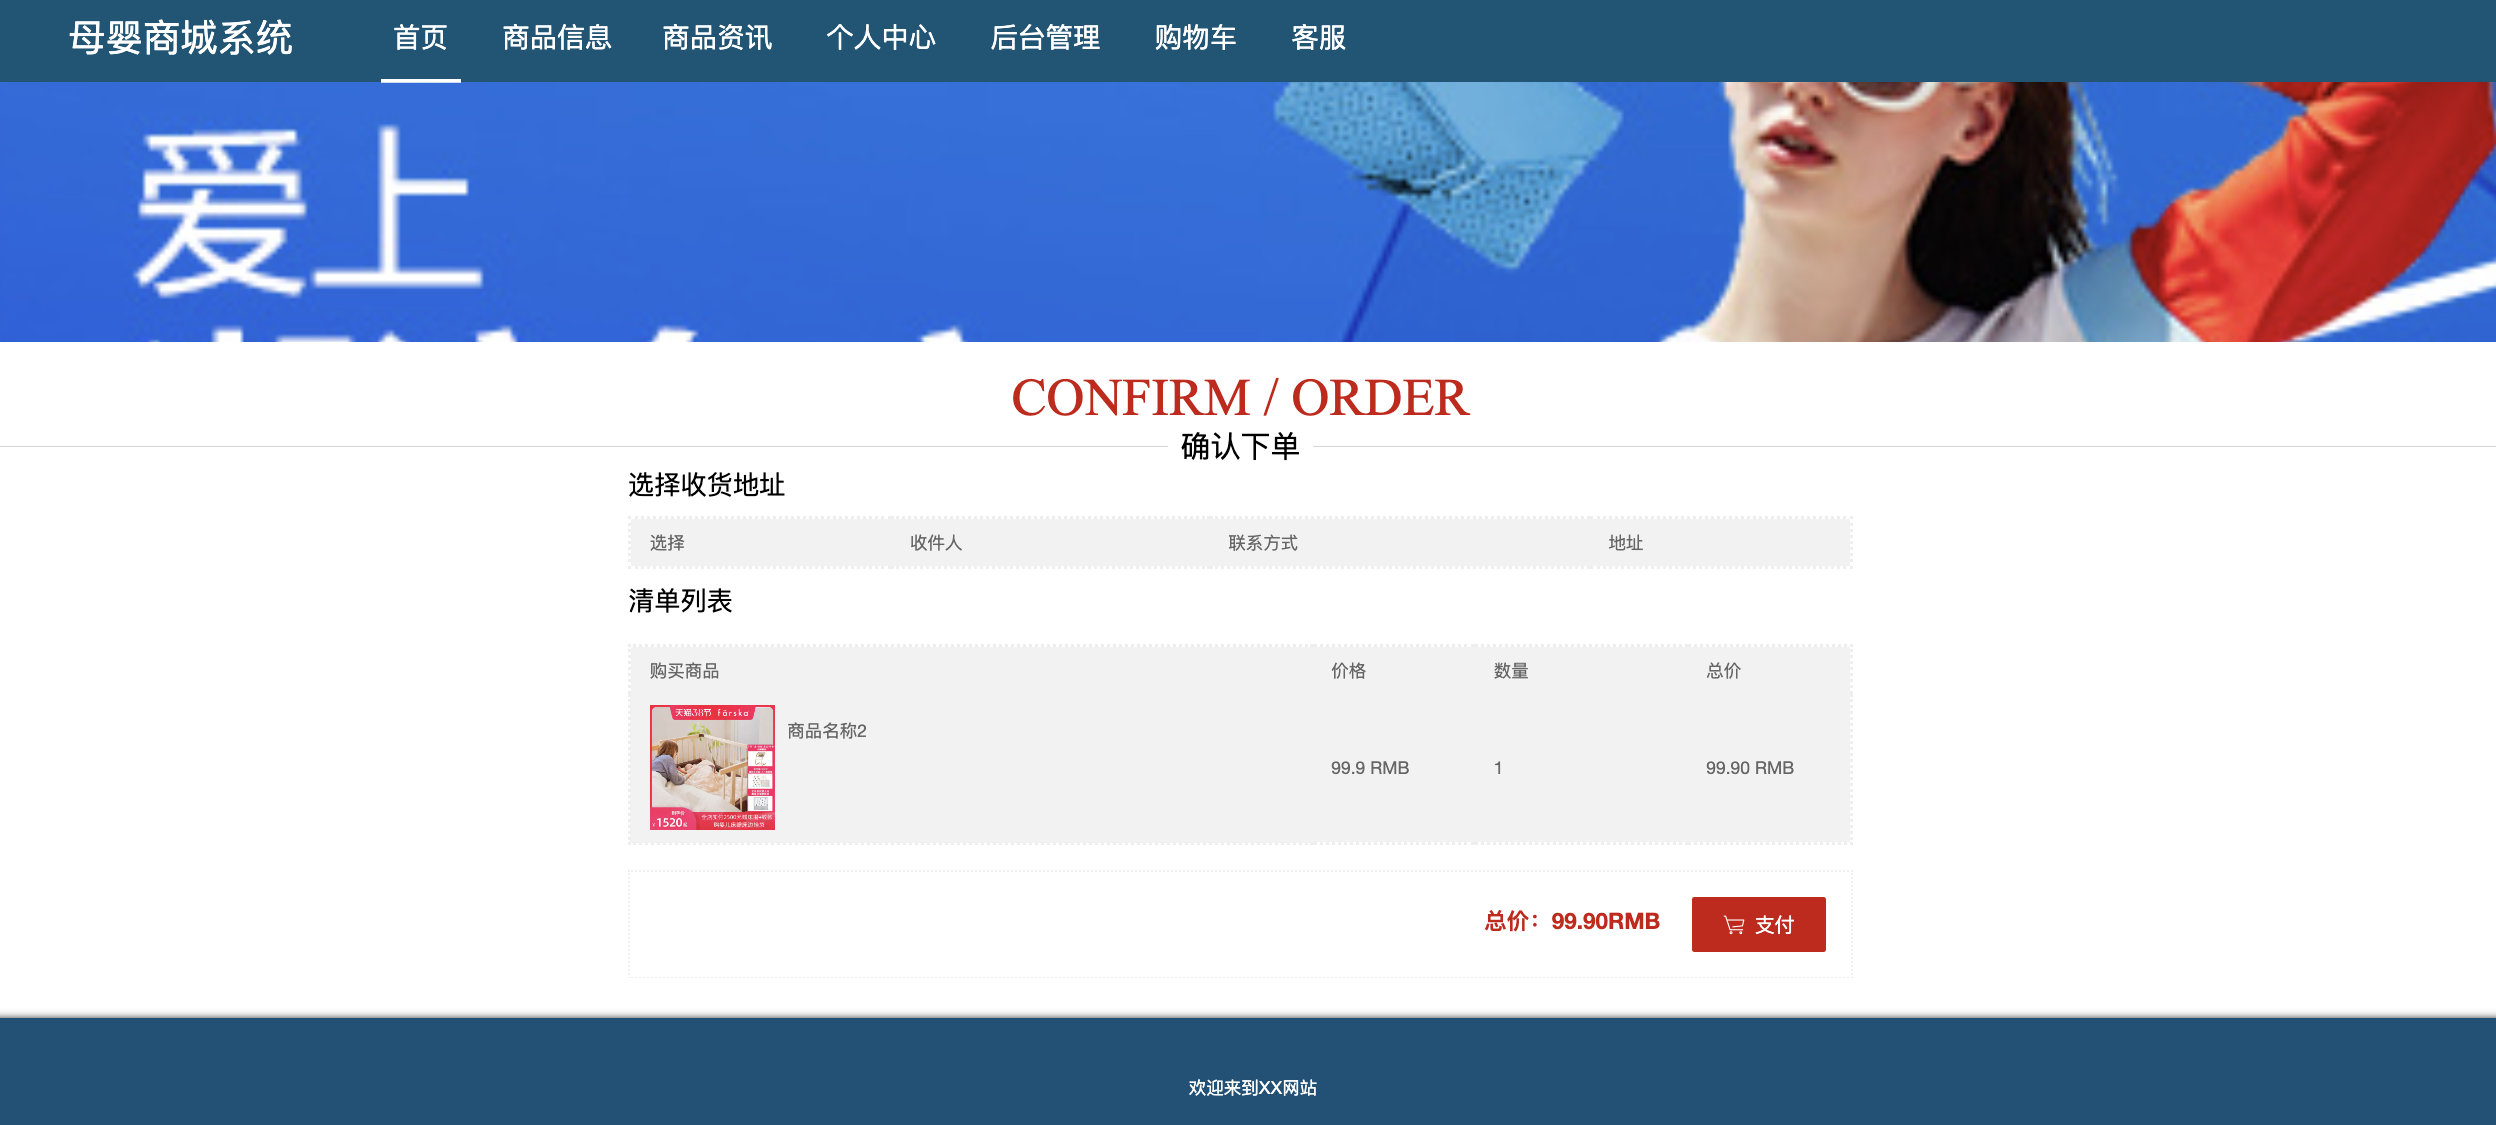 母婴商城系统 首页 商品信息 商品资讯 个人中心 后台管理 购物车 客服
爱上
CONFIRM / ORDER
确认下单
选择收货地址
选择 收件人 联系方式 地址
清单列表
购买商品 价格 数量 总价
天猫38节 färska
¥1520起
商品名称2
99.9 RMB 1 99.90 RMB
总价：99.90RMB 支付
欢迎来到XX网站